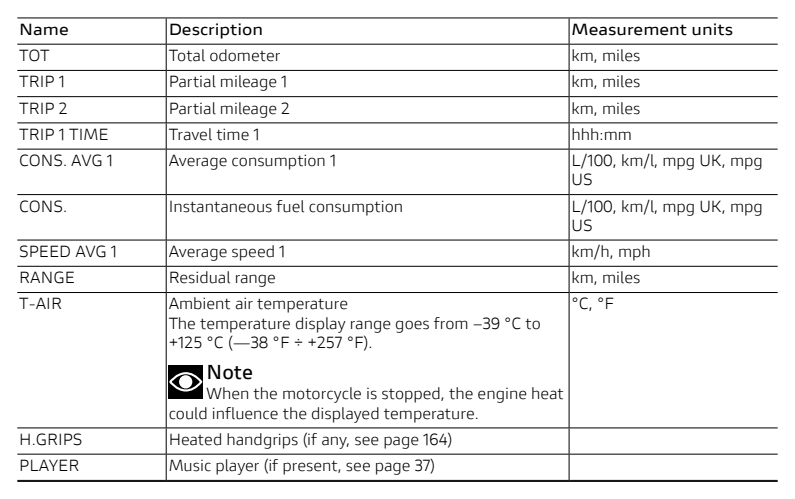 Name Description Measurement units
TOT Total odometer km, miles
TRIP 1 Partial mileage 1 km, miles
TRIP 2 Partial mileage 2 km, miles
TRIP 1 TIME Travel time 1 hhh:mm
CONS. AVG 1 Average consumption 1 L/100, km/l, mpg UK, mpg
US
CONS. Instantaneous fuel consumption L/100, km/l, mpg UK, mpg
US
SPEED AVG 1 Average speed 1 km/h, mph
RANGE Residual range km, miles
T-AIR Ambient air temperature °C, °F
The temperature display range goes from –39 °C to
+125 °C (—38 °F ÷ +257 °F).
Note
When the motorcycle is stopped, the engine heat
could influence the displayed temperature.
H.GRIPS Heated handgrips (if any, see page 164)
PLAYER Music player (if present, see page 37)